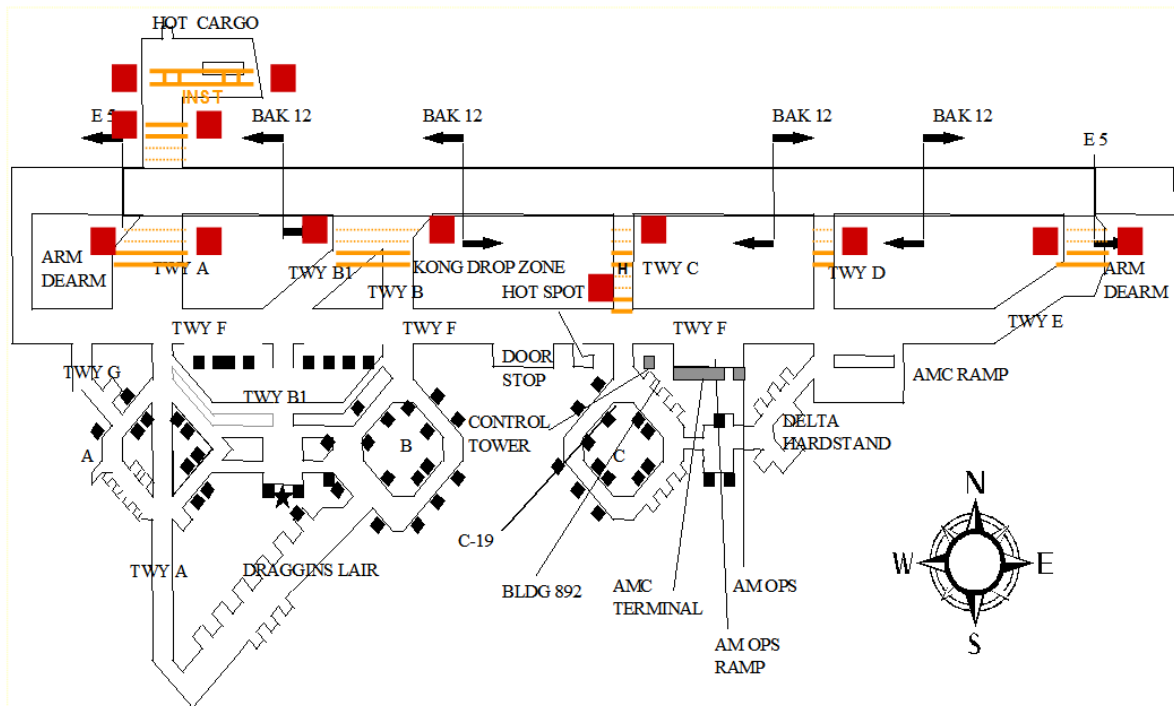 HOT CARGO
INST
E 5
BAK 12
BAK 12
BAK 12
BAK 12
E 5
ARM
DEARM
TWY A
TWY B1
TWY B
KONG DROP ZONE
HOT SPOT
H
TWY C
TWY D
ARM
DEARM
TWY E
TWY F
TWY F
TWY F
TWY G
TWY B1
DOOR
STOP
CONTROL
TOWER
AMC RAMP
DELTA
HARDSTAND
A
B
C
C-19
TWY A
DRAGGINS LAIR
BLDG 892
AMC
TERMINAL
AM OPS
AM OPS
RAMP
N
W
E
S